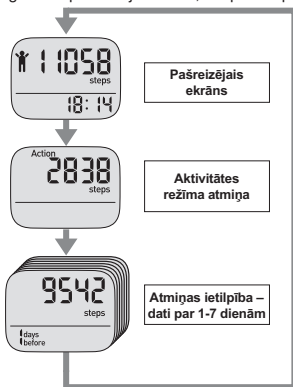 11058
steps
18:14
Pašreizējais
ekrāns
Action
2838
steps
Aktivitātes
režīma atmiņa
9542
steps
1 days
before
Atmiņas ietilpība –
dati par 1-7 dienām